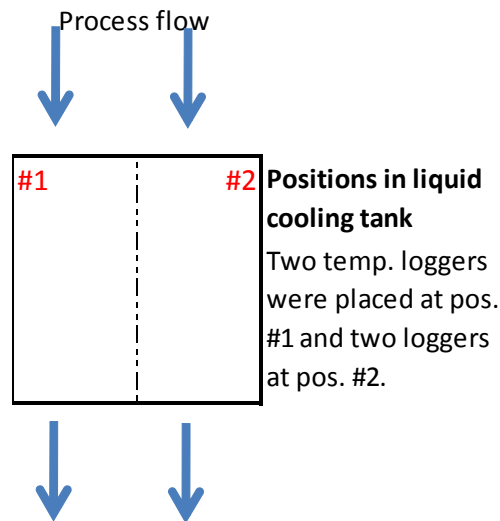 Process flow
#1
#2
Positions in liquid
cooling tank
Two temp. loggers
were placed at pos.
#1 and two loggers
at pos. #2.